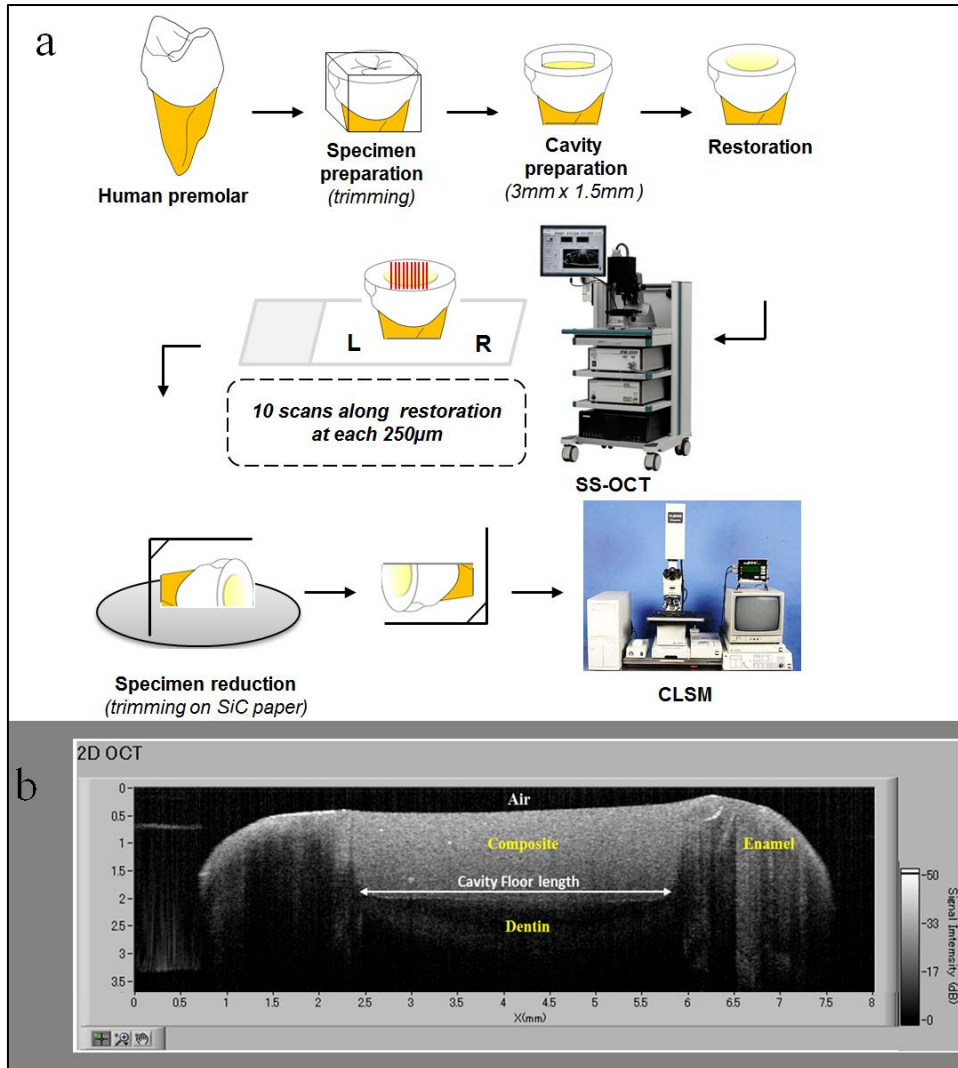 a
Human premolar
Specimen
preparation
(trimming)
Cavity
preparation
(3mm x 1.5mm )
Restoration
L
R
10 scans along restoration
at each 250µm
SS-OCT
Specimen reduction
(trimming on SiC paper)
CLSM
b
2D OCT
0
0.5
1
1.5
2
2.5
3
3.5
Air
Composite
Enamel
Cavity Floor length
Dentin
0 0.5 1 1.5 2 2.5 3 3.5 4 4.5 5 5.5 6 6.5 7 7.5 8
X(mm)
50
33
17
0
Signal Intensity (dB)